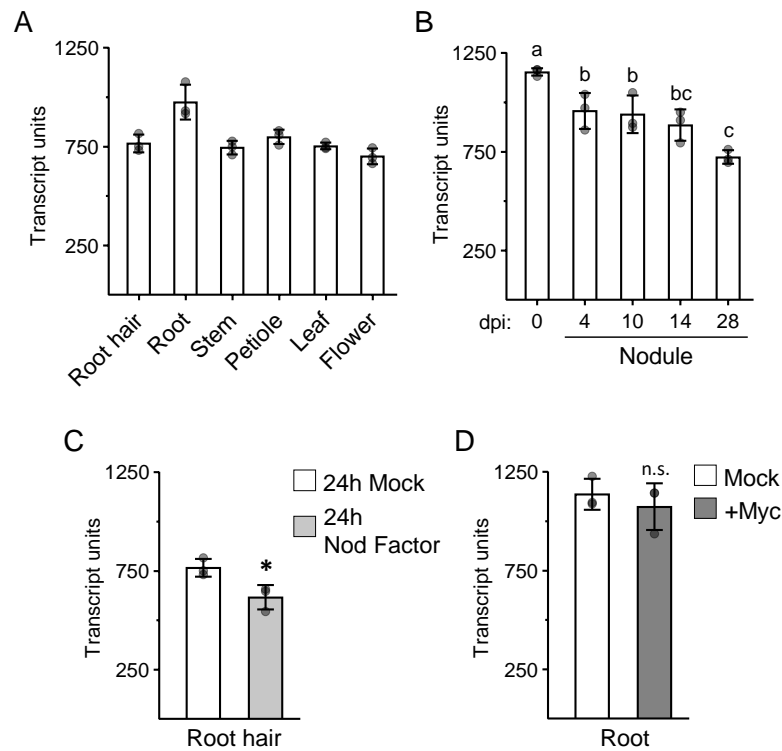 A
Transcript units
1250
750
250
Root hair
Root
Stem
Petiole
Leaf
Flower
B
Transcript units
1250
750
250
a
b
b
bc
c
dpi: 0 4 10 14 28
Nodule
C
Transcript units
1250
750
250
*
24h Mock
24h
Nod Factor
Root hair
D
Transcript units
1250
750
250
n.s.
Mock
+Myc
Root